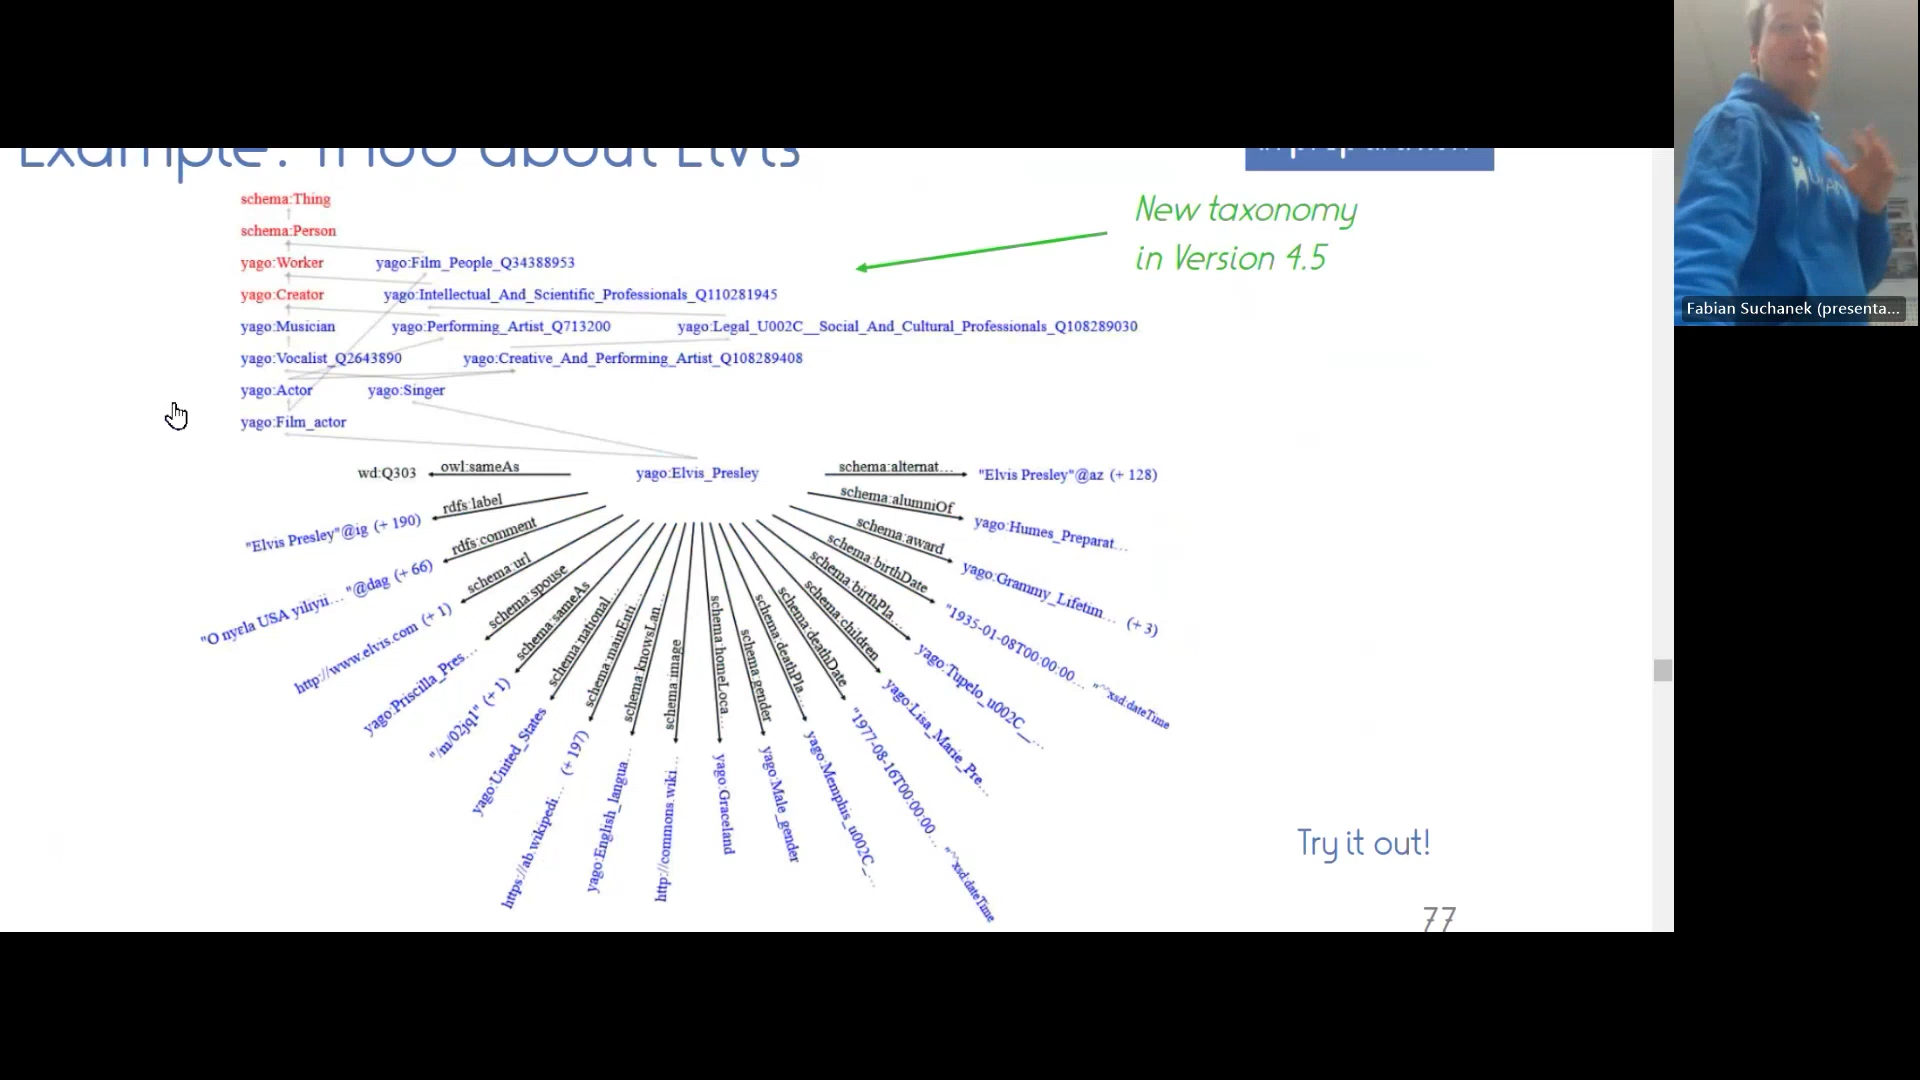 Example: YAGO about Elvis
schema:Thing
schema:Person
yago:Worker yago:Film_People_Q34388953
yago:Creator yago:Intellectual_And_Scientific_Professionals_Q110281945
yago:Musician yago:Performing_Artist_Q713200 yago:Legal_U002C__Social_And_Cultural_Professionals_Q108289030
yago:Vocalist_Q2643890 yago:Creative_And_Performing_Artist_Q108289408
yago:Actor yago:Singer
yago:Film_actor
New taxonomy
in Version 4.5
wd:Q303 owl:sameAs yago:Elvis_Presley schema:alternat... "Elvis Presley"@az (+ 128)
rdfs:label
"Elvis Presley"@ig (+ 190)
rdfs:comment
"O nyɛla USA yiliyii... "@dag (+ 66)
schema:url
http://www.elvis.com (+ 1)
schema:spouse
yago:Priscilla_Pres...
schema:sameAs
"/m/02jq1" (+ 1)
schema:national...
yago:United_States
schema:mainEnti...
https://ab.wikipedi... (+ 197)
schema:knowsLan...
yago:English_langua...
schema:image
http://commons.wiki...
schema:homeLoca...
yago:Graceland
schema:gender
yago:Male_gender
schema:deathPla...
yago:Memphis_u002C_...
schema:deathDate
"1977-08-16T00:00:00... "^^xsd:dateTime
schema:children
yago:Lisa_Marie_Pre...
schema:birthPla...
yago:Tupelo_u002C__...
schema:birthDate
"1935-01-08T00:00:00... "^^xsd:dateTime
schema:award
yago:Grammy_Lifetim... (+ 3)
schema:alumniOf
yago:Humes_Preparat...
Try it out!
77
Fabian Suchanek (presenta...